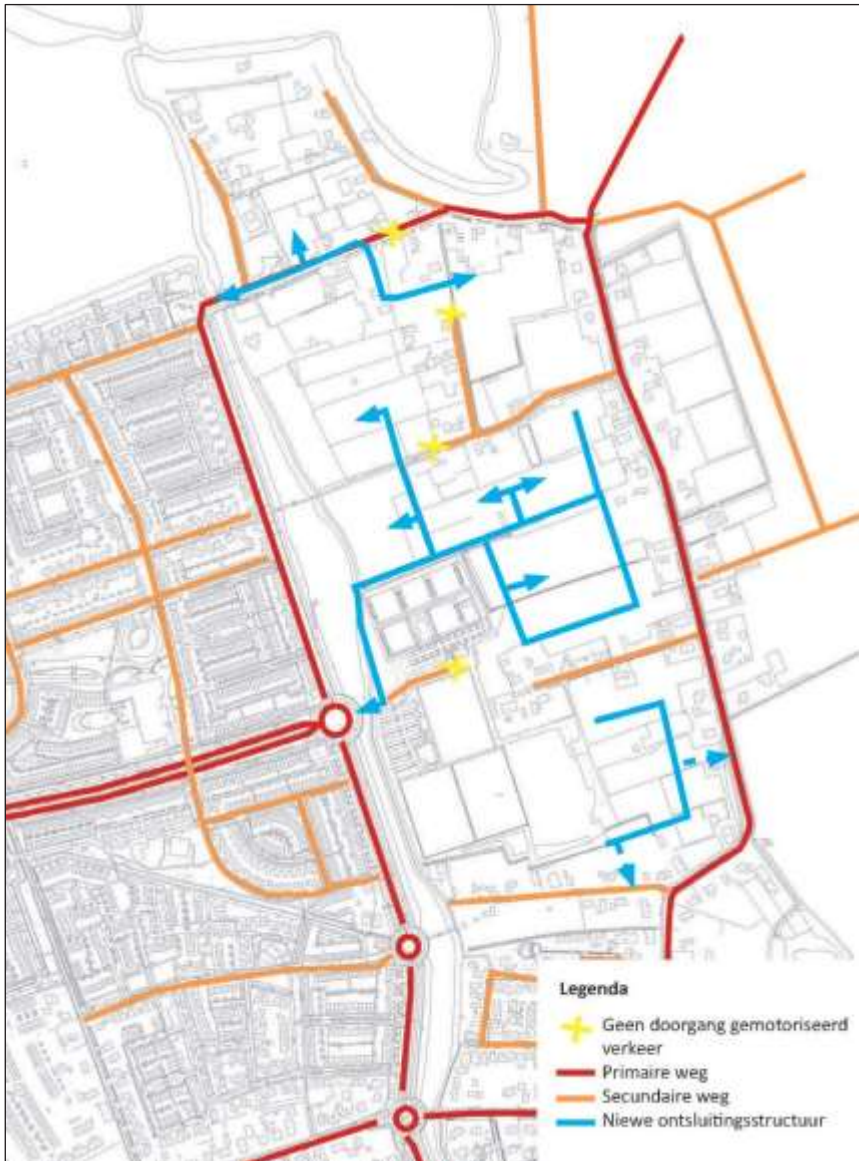 Legenda
Geen doorgang gemotoriseerd
verkeer
Primaire weg
Secundaire weg
Niewe ontsluitingsstructuur